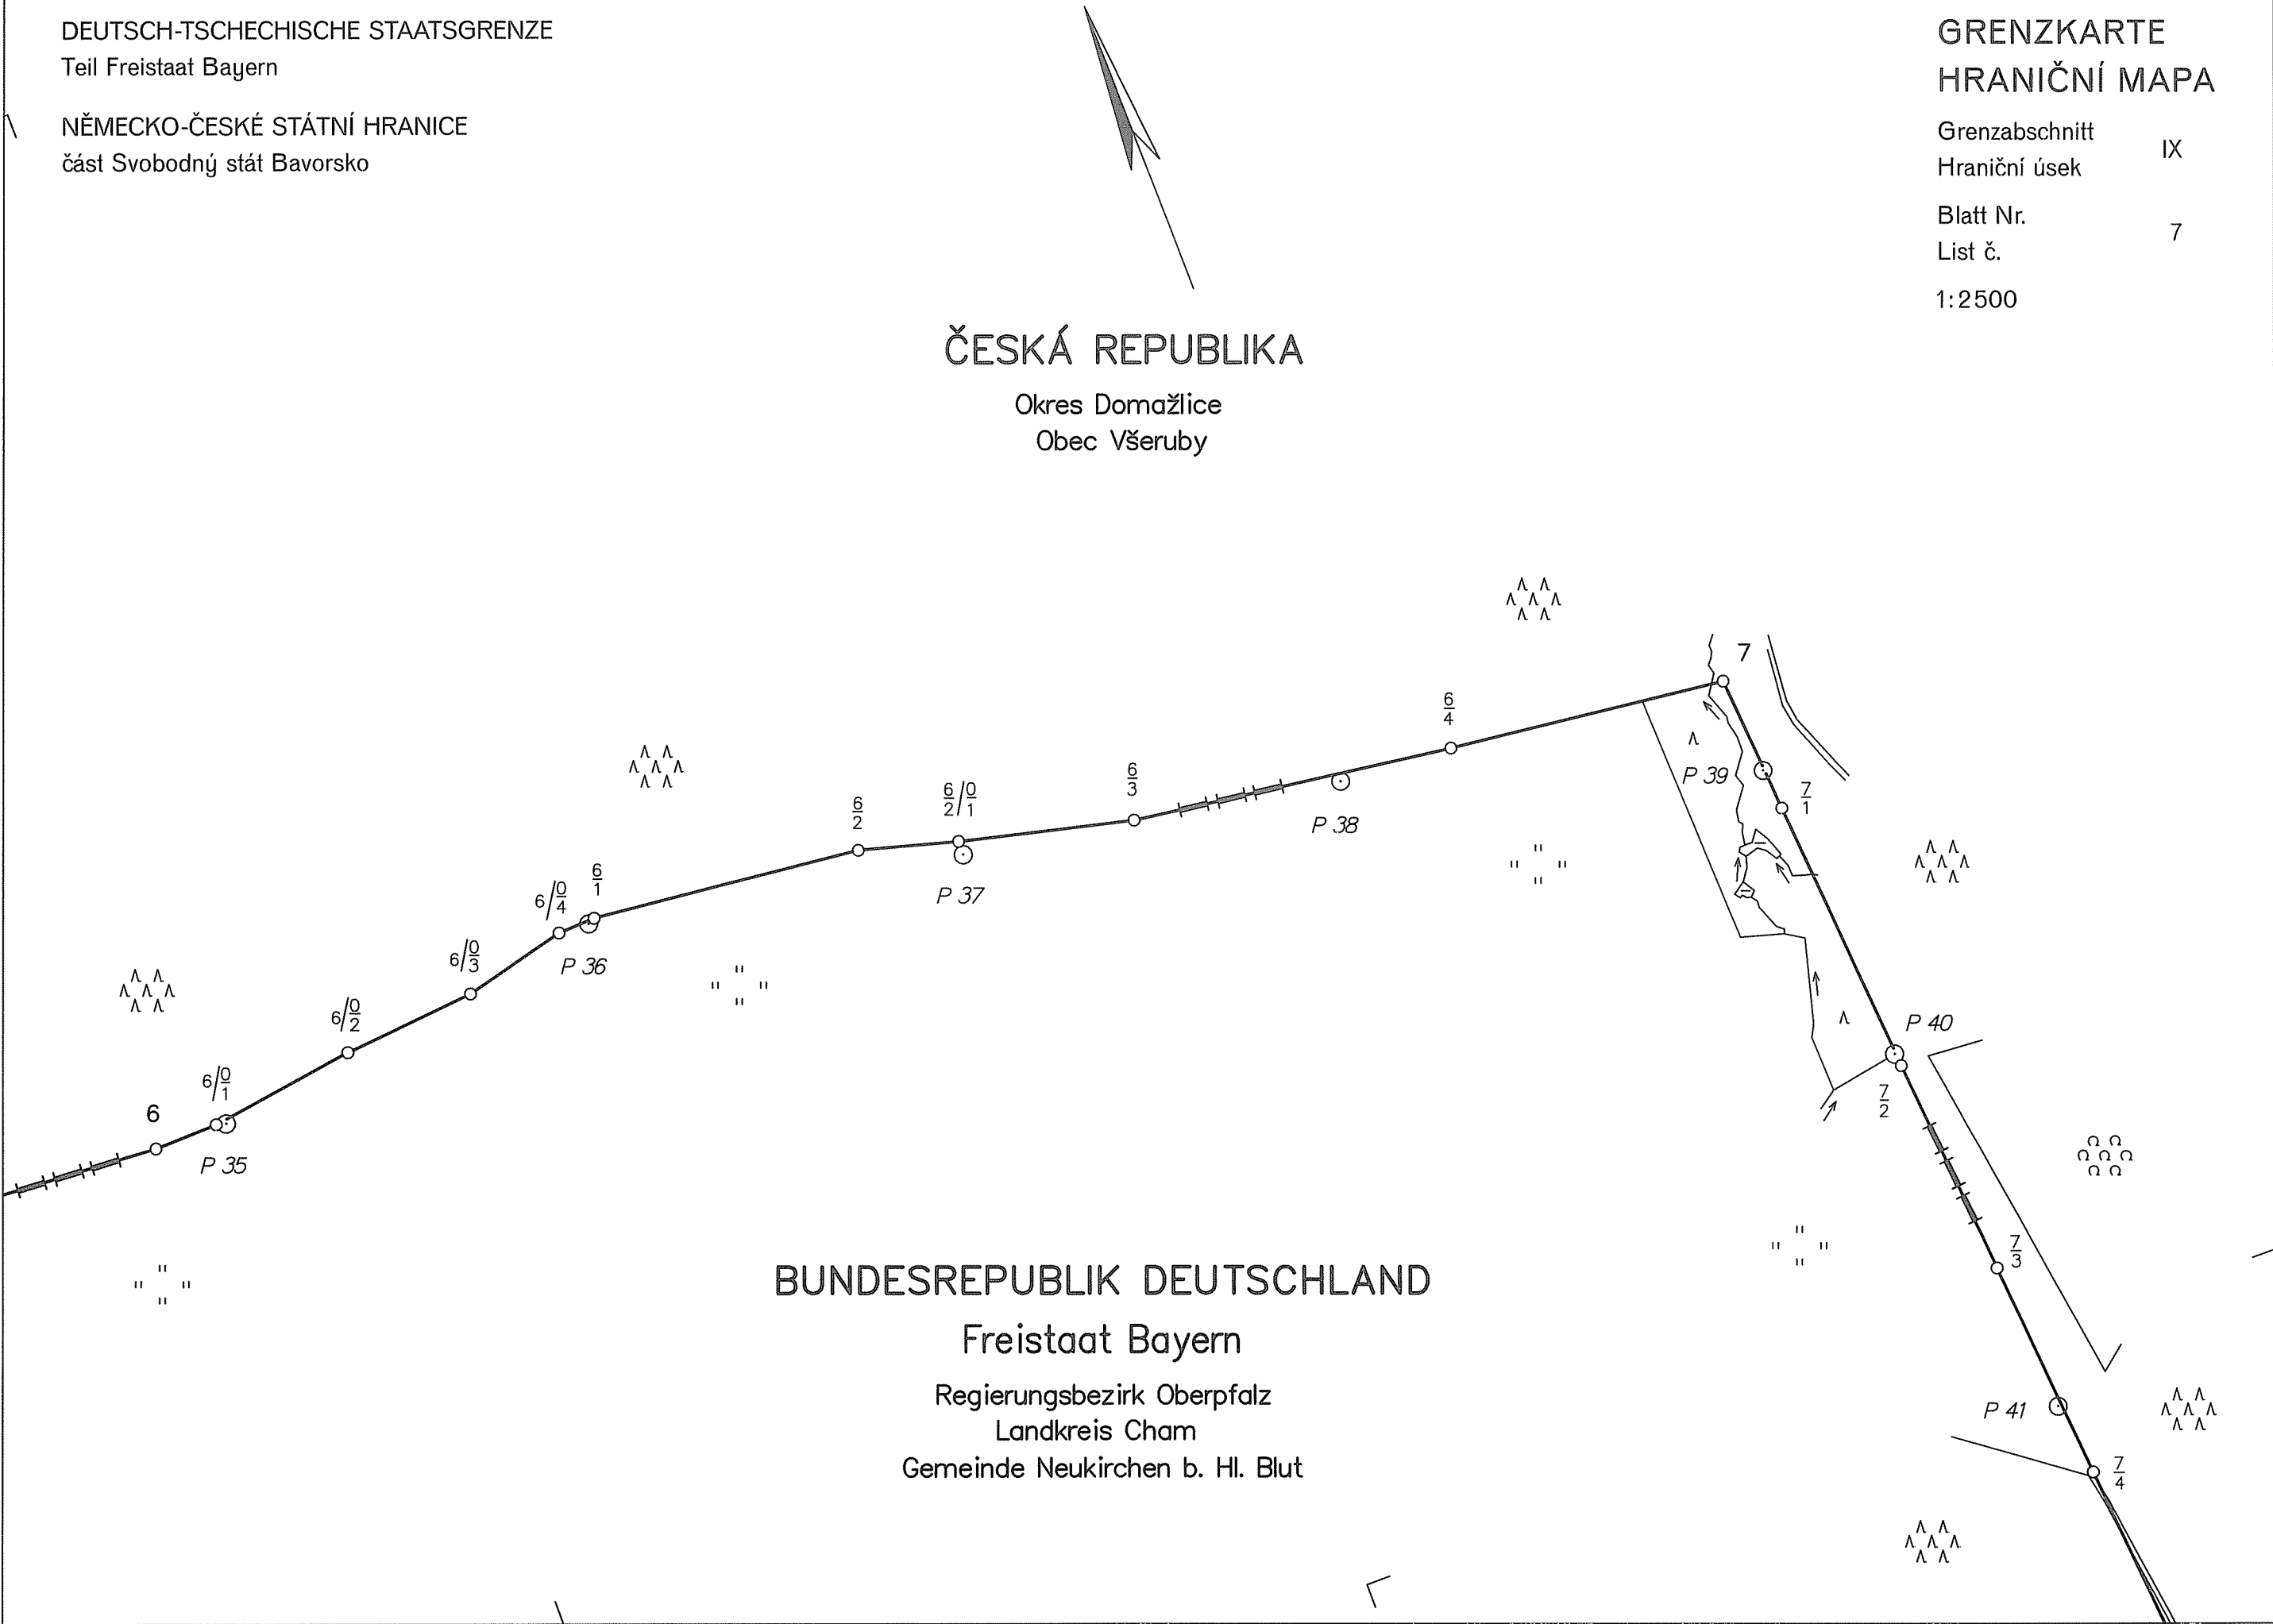 DEUTSCH-TSCHECHISCHE STAATSGRENZE
Teil Freistaat Bayern
NĚMECKO-ČESKÉ STÁTNÍ HRANICE
část Svobodný stát Bavorsko
GRENZKARTE
HRANIČNÍ MAPA
Grenzabschnitt
Hraniční úsek
IX
Blatt Nr.
List č.
7
1:2500
ČESKÁ REPUBLIKA
Okres Domažlice
Obec Všeruby
7
6/4
P 39
7/1
6/3
6/2/0/1
6/2
P 38
6/1
6/0/4
P 37
6/0/3
P 36
6/0/2
P 40
6/0/1
7/2
6
P 35
7/3
BUNDESREPUBLIK DEUTSCHLAND
Freistaat Bayern
Regierungsbezirk Oberpfalz
Landkreis Cham
Gemeinde Neukirchen b. Hl. Blut
P 41
7/4